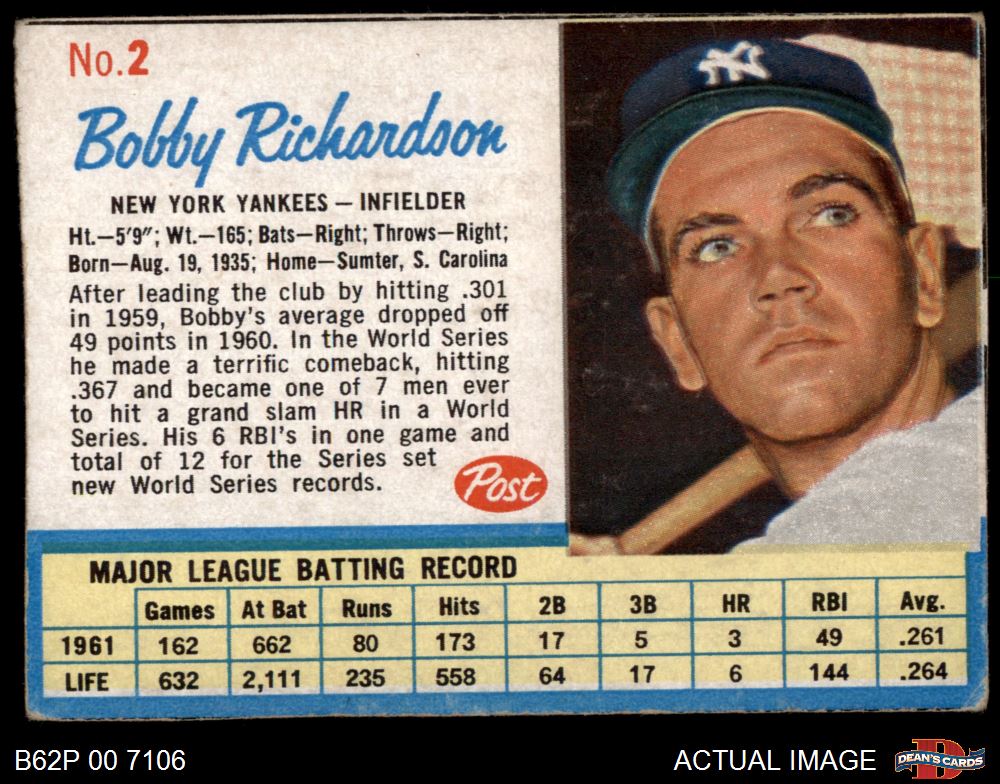 No.2
Bobby Richardson
NEW YORK YANKEES — INFIELDER
Ht.—5'9"; Wt.—165; Bats—Right; Throws—Right;
Born—Aug. 19, 1935; Home—Sumter, S. Carolina
After leading the club by hitting .301
in 1959, Bobby's average dropped off
49 points in 1960. In the World Series
he made a terrific comeback, hitting
.367 and became one of 7 men ever
to hit a grand slam HR in a World
Series. His 6 RBI's in one game and
total of 12 for the Series set
new World Series records.
Post
NY
MAJOR LEAGUE BATTING RECORD
Games At Bat Runs Hits 2B 3B HR RBI Avg.
1961 162 662 80 173 17 5 3 49 .261
LIFE 632 2,111 235 558 64 17 6 144 .264
B62P 00 7106
ACTUAL IMAGE
DEAN'S CARDS